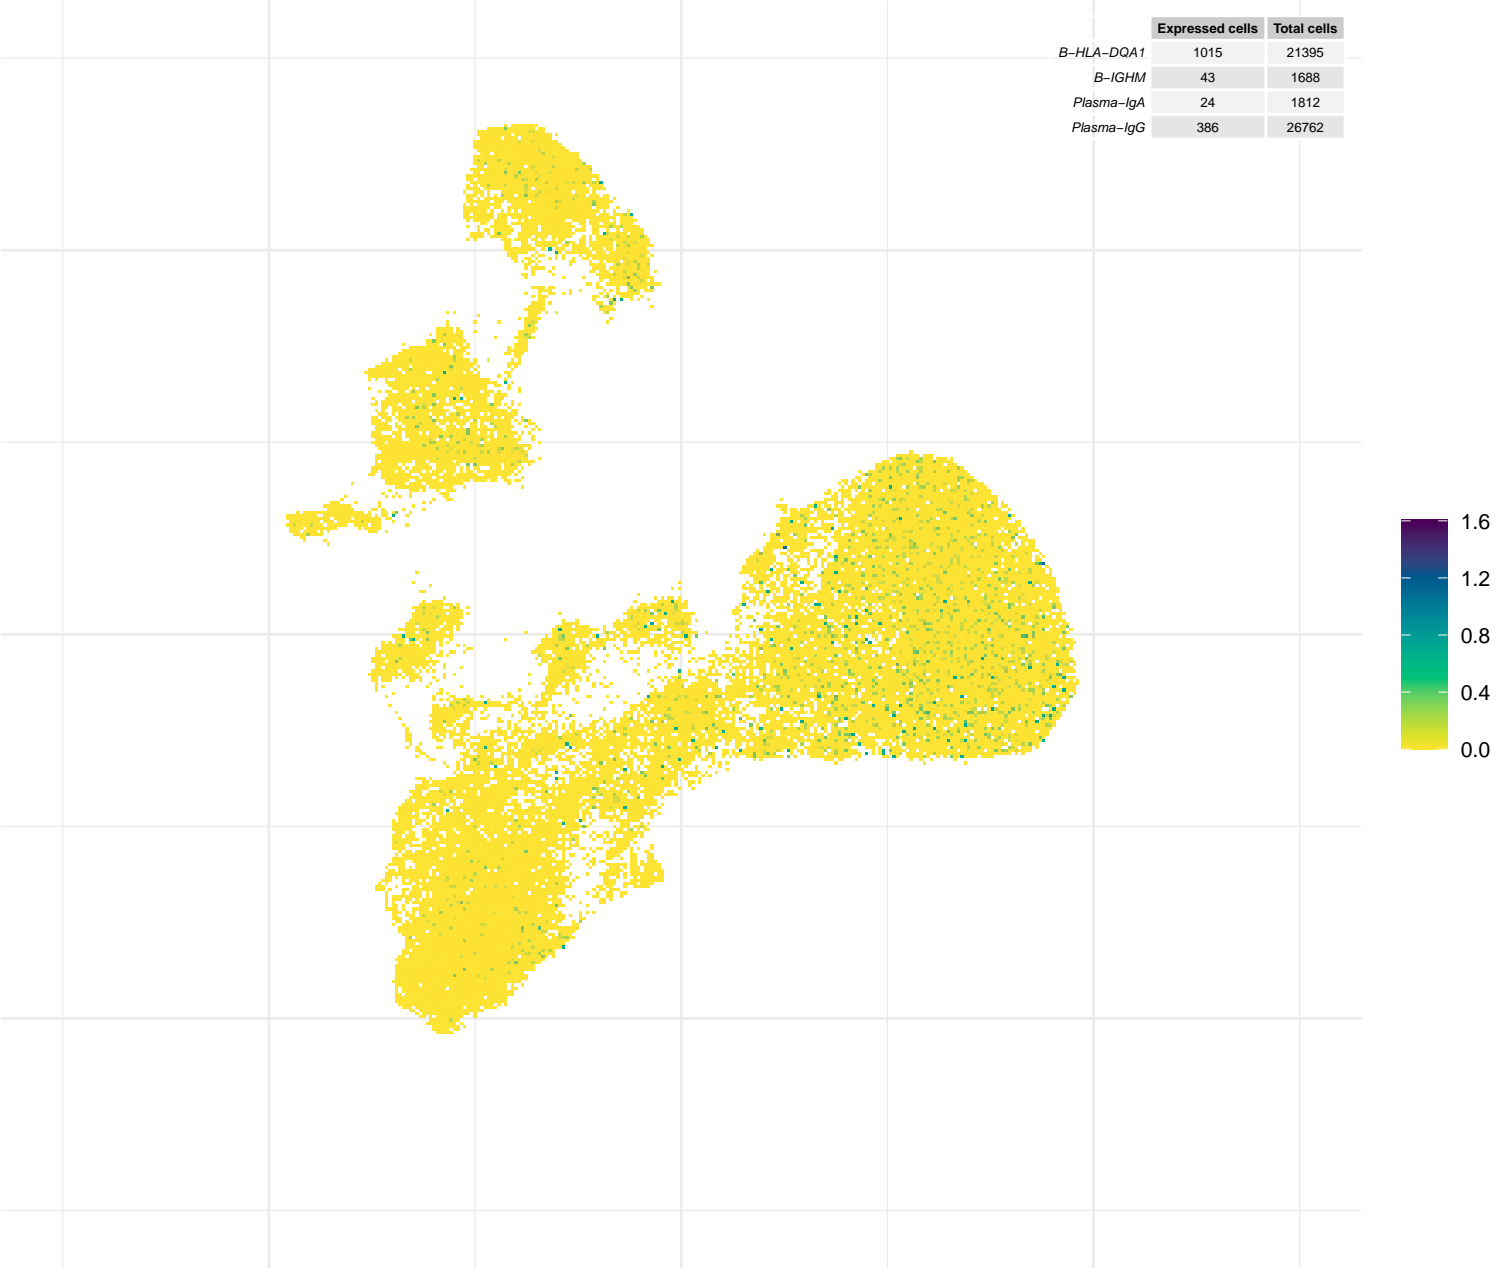 Expressed cells Total cells
B–HLA–DQA1 1015 21395
B–IGHM 43 1688
Plasma–IgA 24 1812
Plasma–IgG 386 26762
1.6
1.2
0.8
0.4
0.0